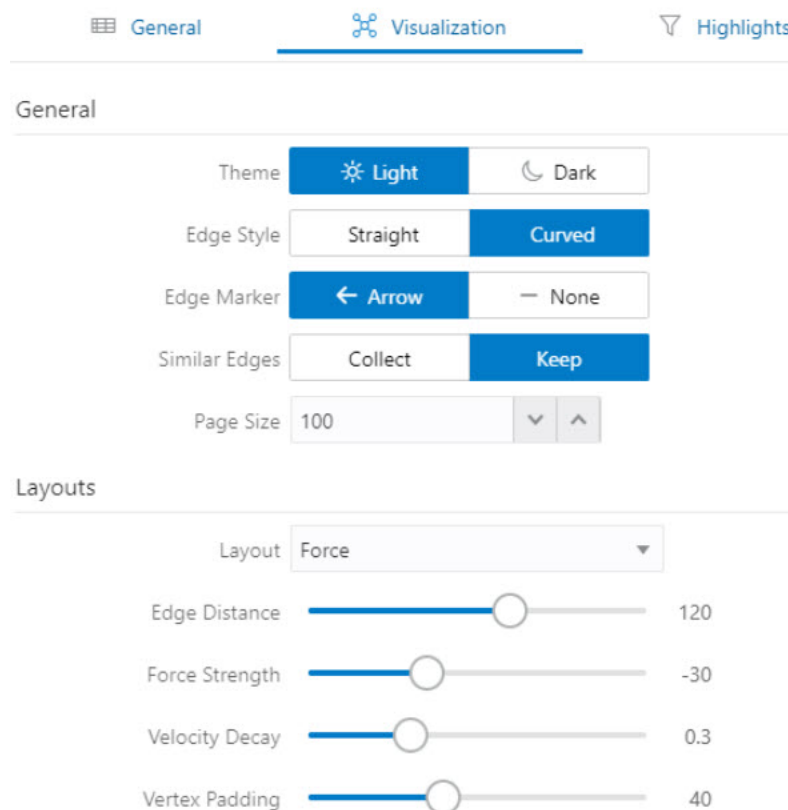 General Visualization Highlights
General
Theme Light Dark
Edge Style Straight Curved
Edge Marker Arrow None
Similar Edges Collect Keep
Page Size 100
Layouts
Layout Force
Edge Distance 120
Force Strength -30
Velocity Decay 0.3
Vertex Padding 40